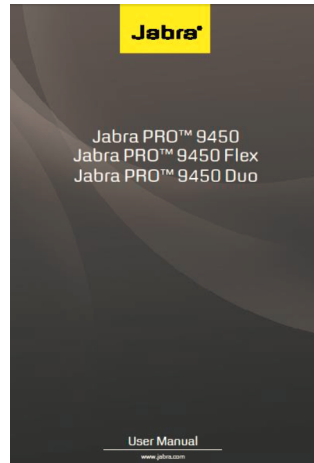 Jabra®
Jabra PRO™ 9450
Jabra PRO™ 9450 Flex
Jabra PRO™ 9450 Duo
User Manual
www.jabra.com